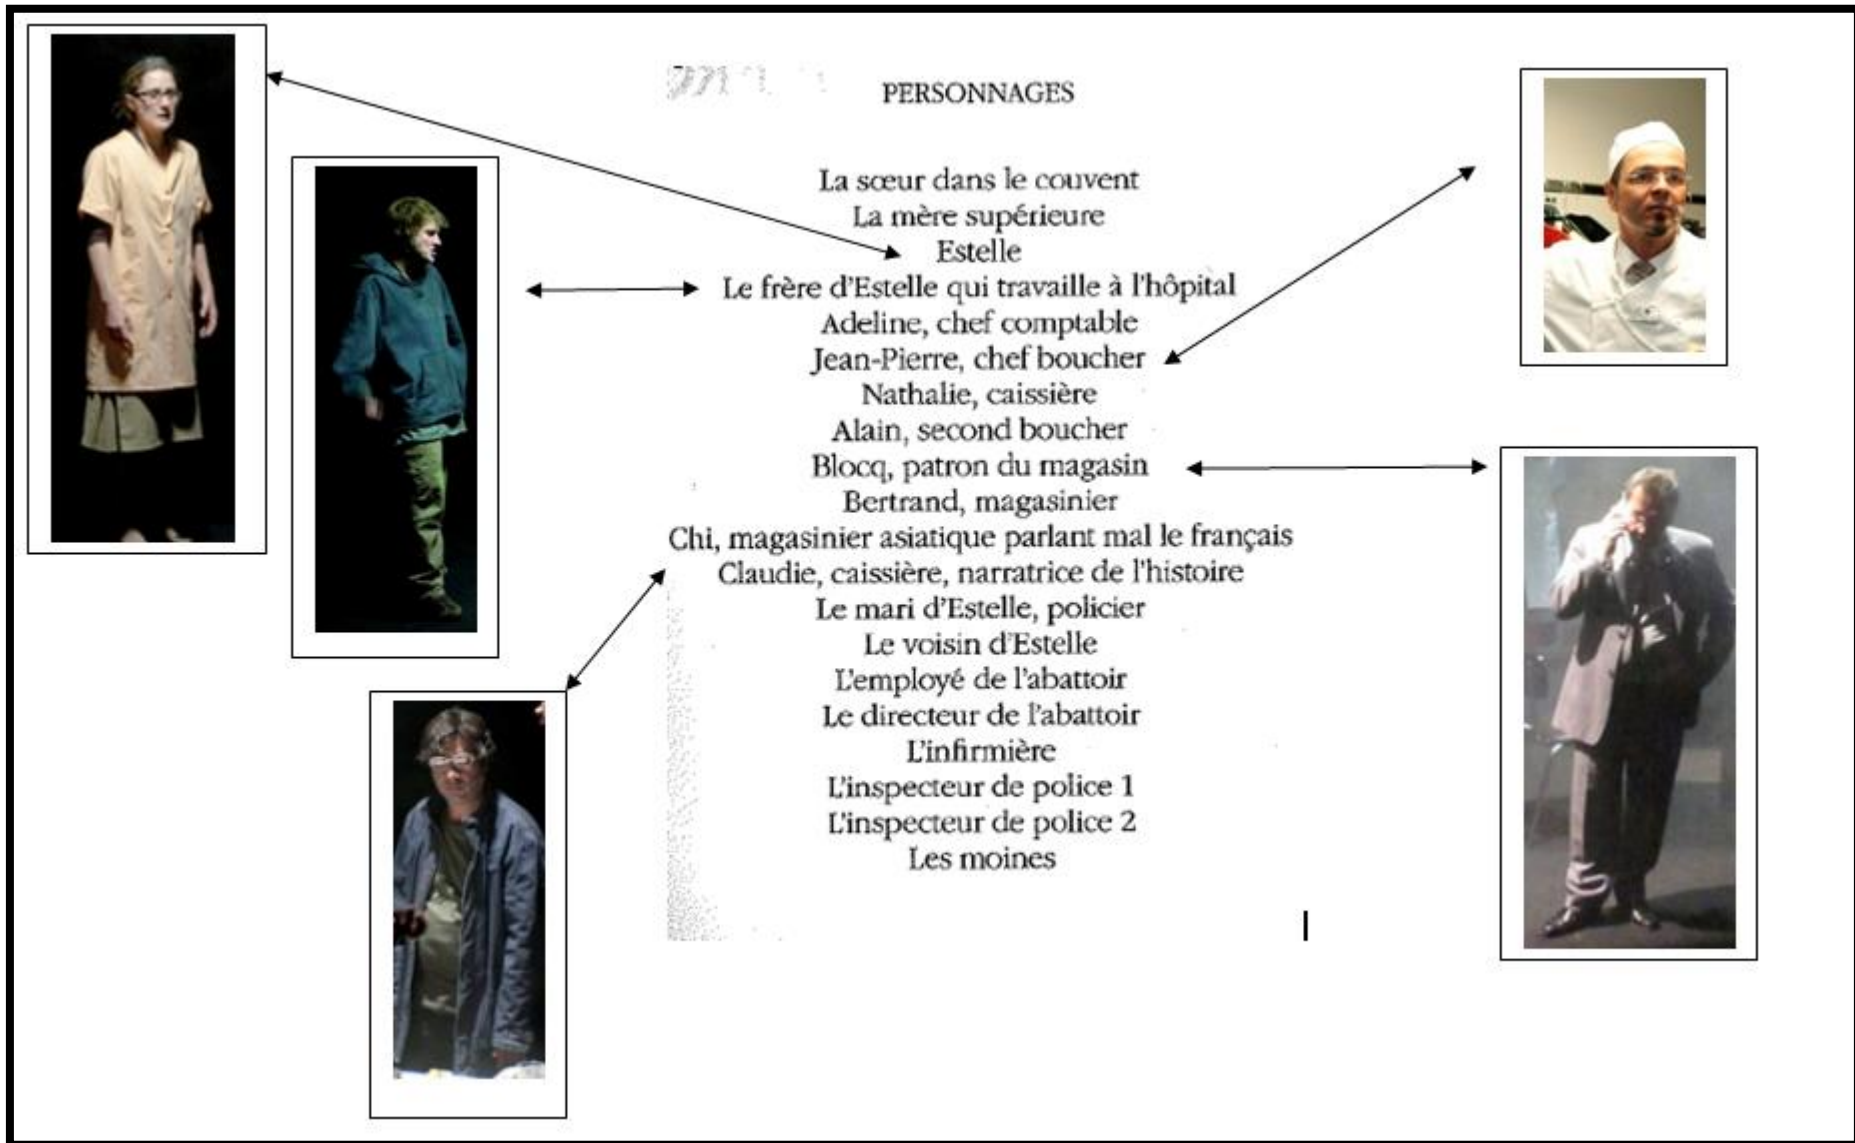 PERSONNAGES
La sœur dans le couvent
La mère supérieure
Estelle
Le frère d'Estelle qui travaille à l'hôpital
Adeline, chef comptable
Jean-Pierre, chef boucher
Nathalie, caissière
Alain, second boucher
Blocq, patron du magasin
Bertrand, magasinier
Chi, magasinier asiatique parlant mal le français
Claudie, caissière, narratrice de l'histoire
Le mari d'Estelle, policier
Le voisin d'Estelle
L'employé de l'abattoir
Le directeur de l'abattoir
L'infirmière
L'inspecteur de police 1
L'inspecteur de police 2
Les moines